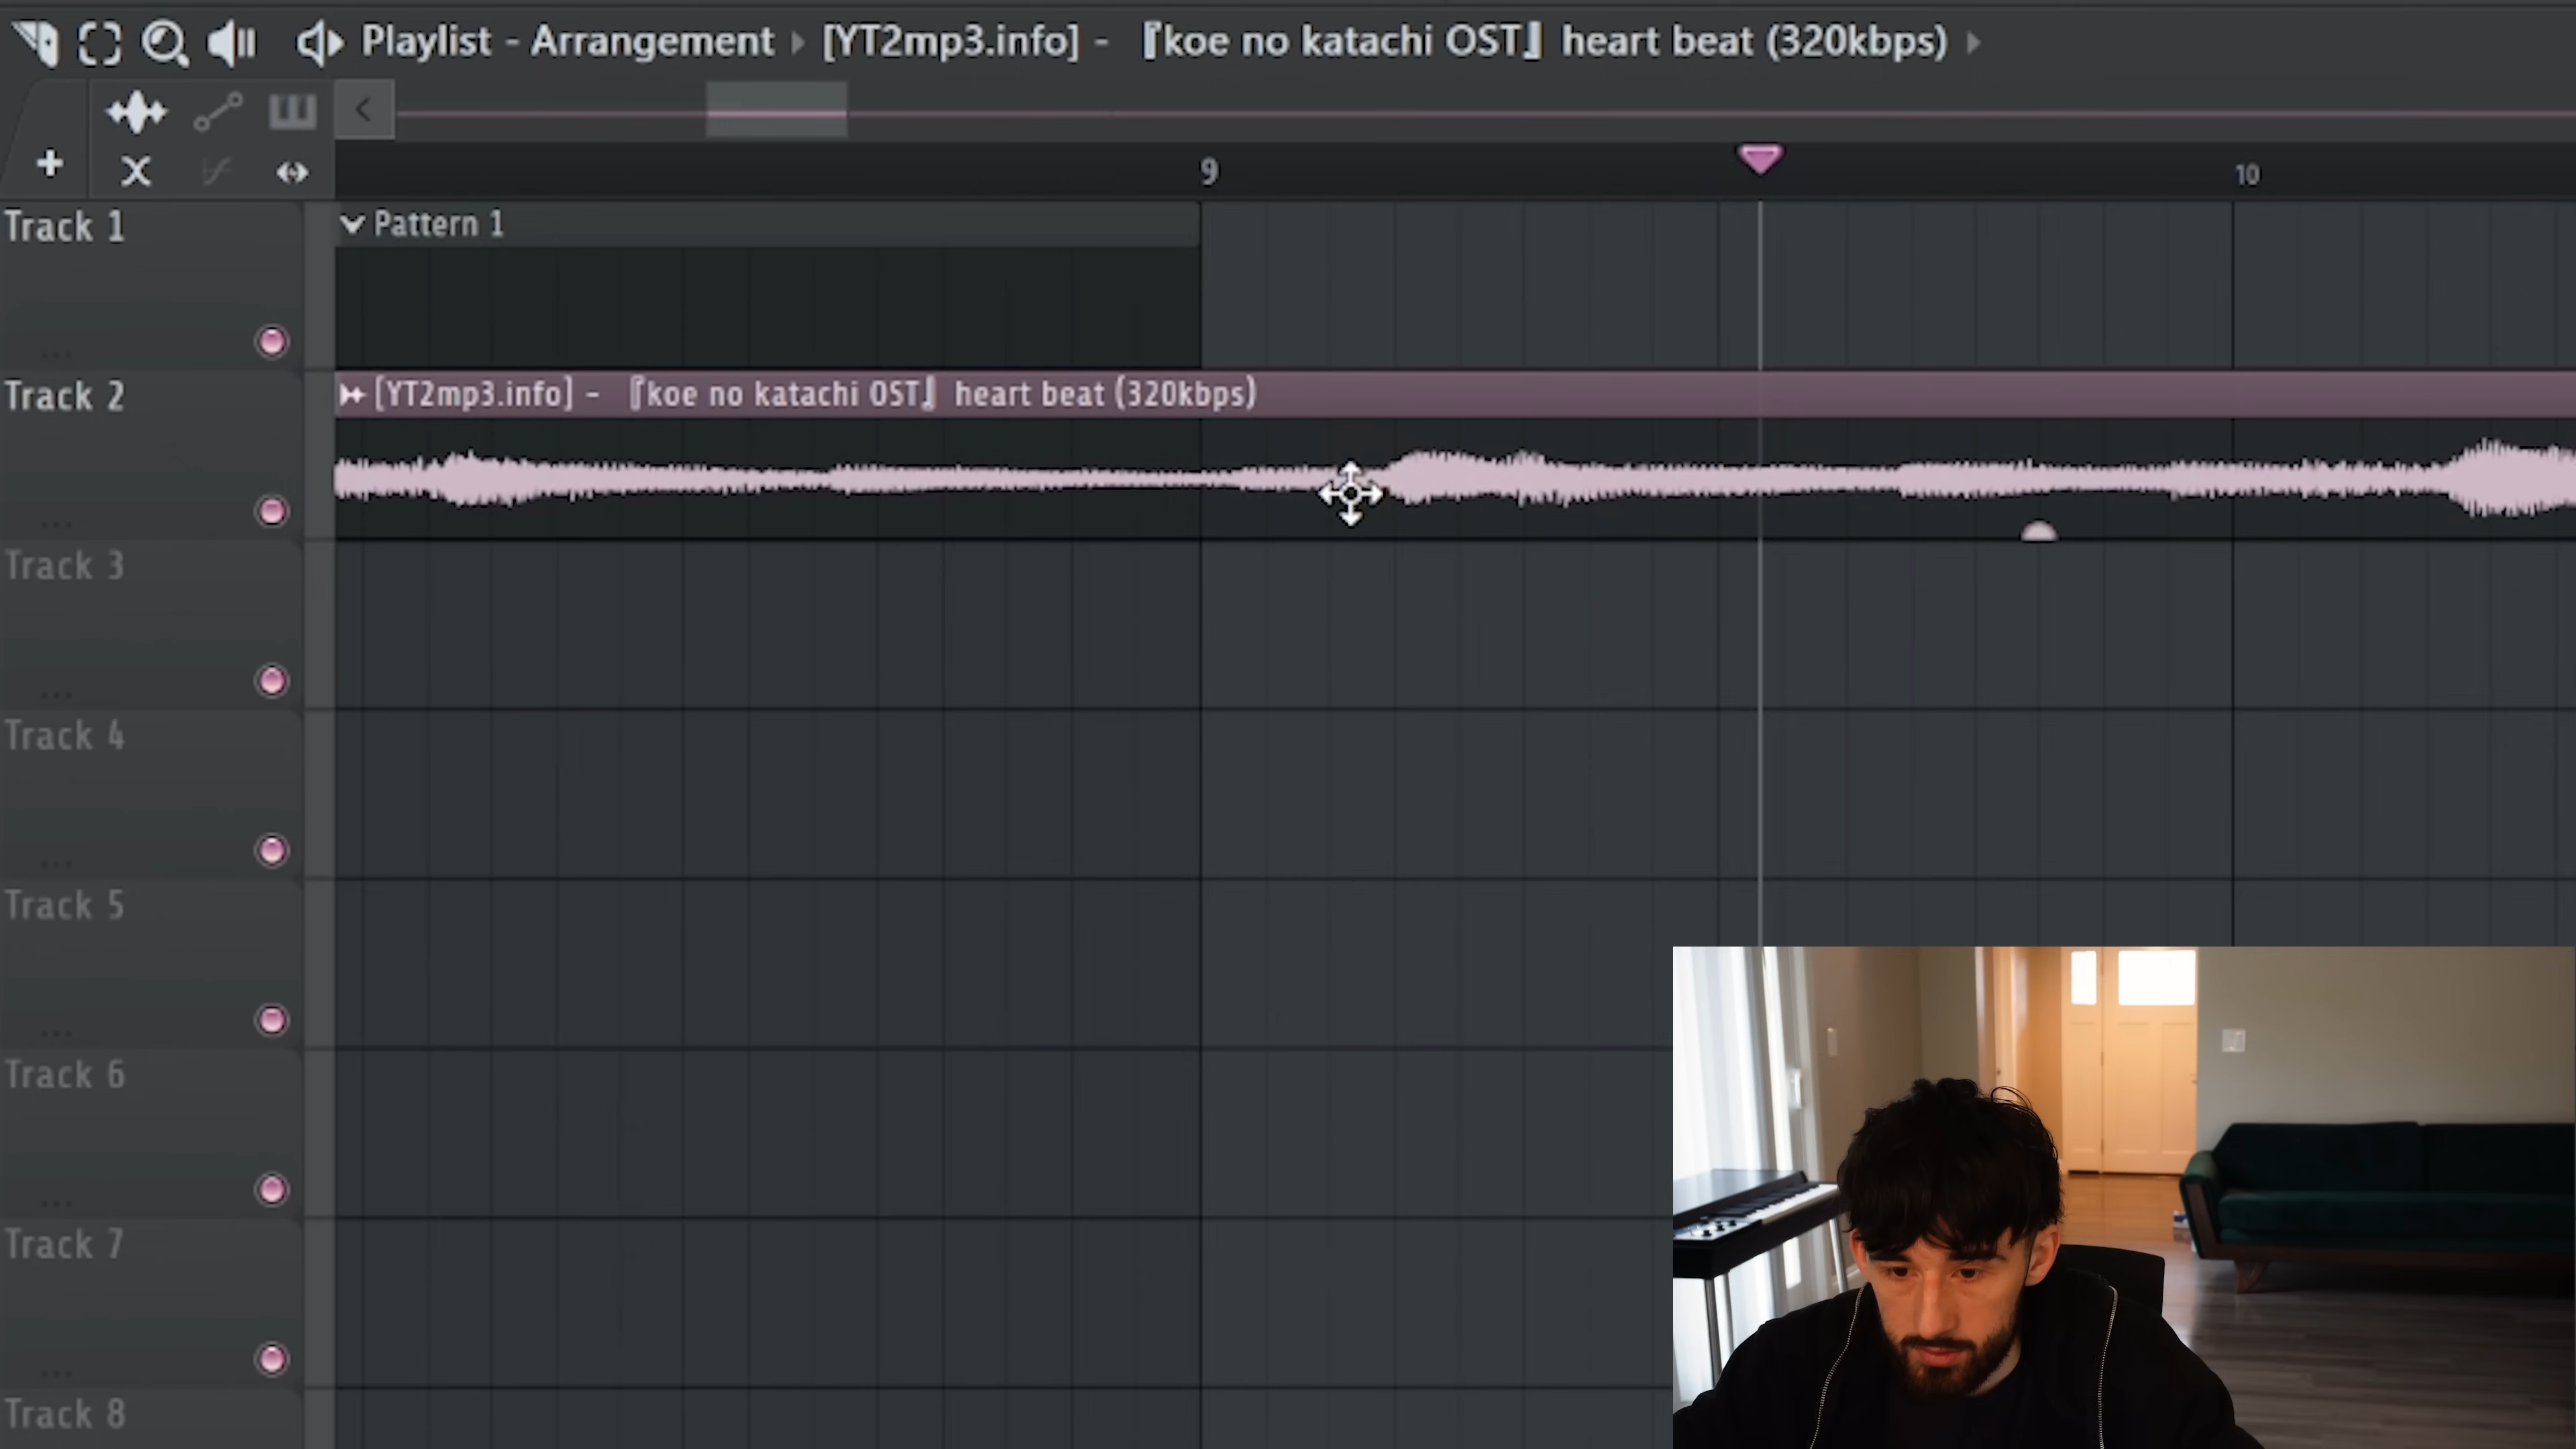 Playlist - Arrangement ▸ [YT2mp3.info] - 『koe no katachi OST』 heart beat (320kbps) ▸
9
10
Track 1
Pattern 1
Track 2
[YT2mp3.info] - 『koe no katachi OST』 heart beat (320kbps)
Track 3
Track 4
Track 5
Track 6
Track 7
Track 8